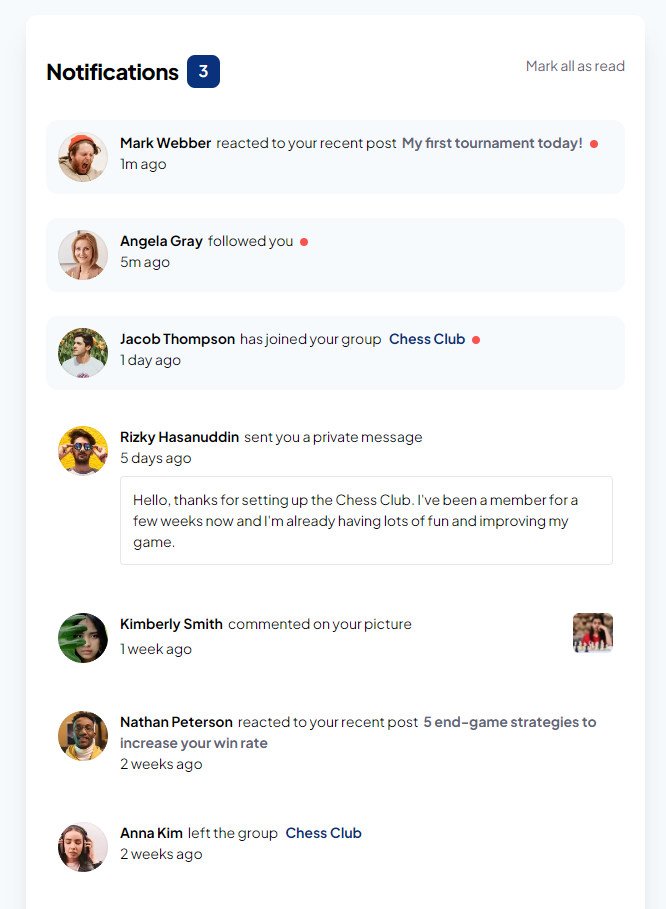 Notifications 3
Mark all as read
Mark Webber reacted to your recent post My first tournament today!
1m ago
Angela Gray followed you
5m ago
Jacob Thompson has joined your group Chess Club
1 day ago
Rizky Hasanuddin sent you a private message
5 days ago
Hello, thanks for setting up the Chess Club. I've been a member for a
few weeks now and I'm already having lots of fun and improving my
game.
Kimberly Smith commented on your picture
1 week ago
Nathan Peterson reacted to your recent post 5 end-game strategies to
increase your win rate
2 weeks ago
Anna Kim left the group Chess Club
2 weeks ago